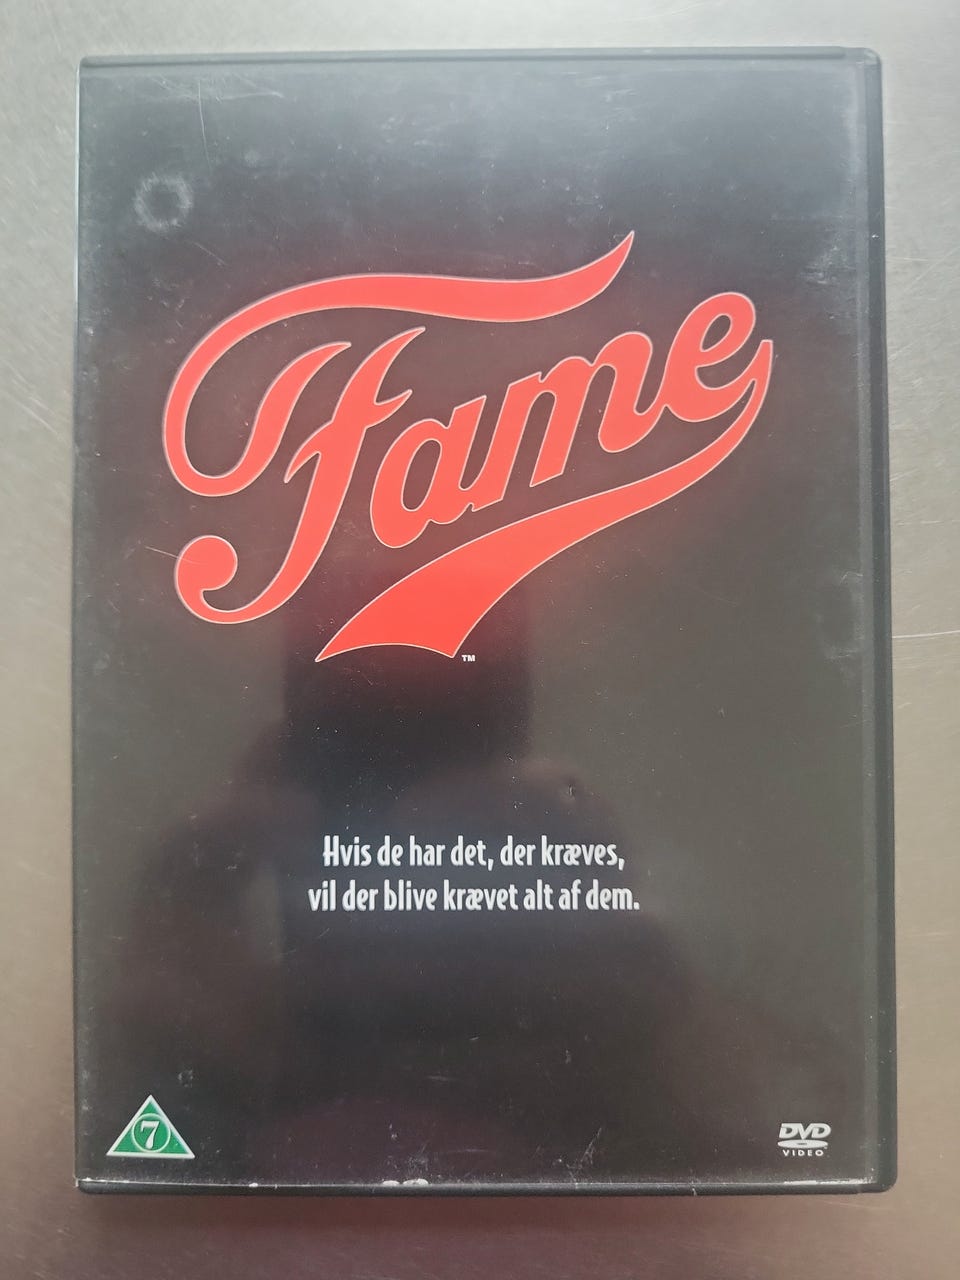 Fame
TM
Hvis de har det, der kræves,
vil der blive krævet alt af dem.
7
DVD
VIDEO